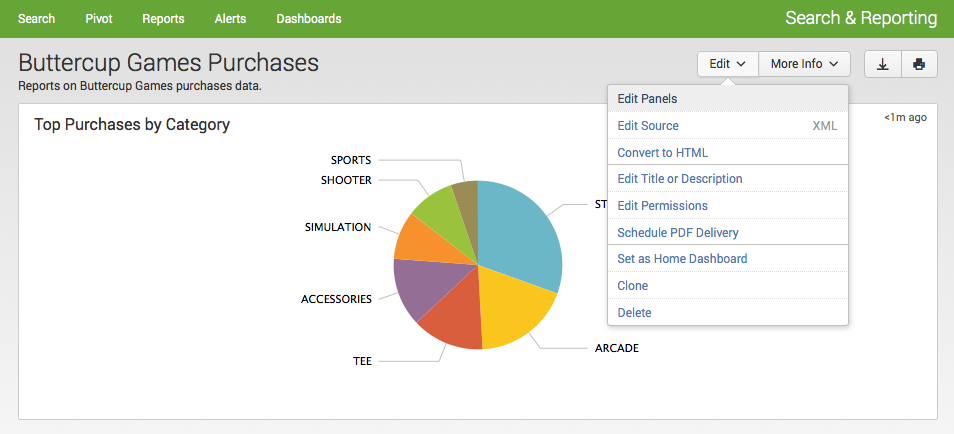 Search Pivot Reports Alerts Dashboards Search & Reporting
Buttercup Games Purchases
Reports on Buttercup Games purchases data.
Edit More Info
Edit Panels
Edit Source XML
Convert to HTML
Edit Title or Description
Edit Permissions
Schedule PDF Delivery
Set as Home Dashboard
Clone
Delete
<1m ago
Top Purchases by Category
SPORTS
SHOOTER
SIMULATION
ACCESSORIES
TEE
ST
ARCADE